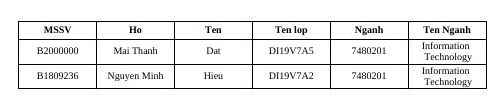 MSSV Ho Ten Ten lop Nganh Ten Nganh
B2000000 Mai Thanh Dat DI19V7A5 7480201 Information Technology
B1809236 Nguyen Minh Hieu DI19V7A2 7480201 Information Technology